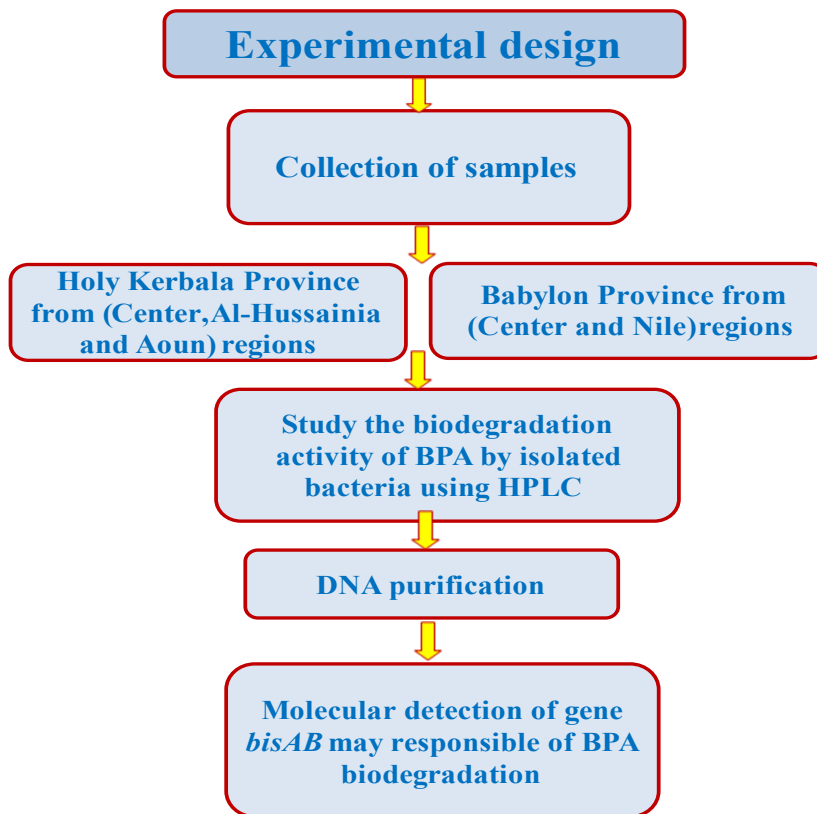 Experimental design
Collection of samples
Holy Kerbala Province
from (Center,Al-Hussainia
and Aoun) regions
Babylon Province from
(Center and Nile)regions
Study the biodegradation
activity of BPA by isolated
bacteria using HPLC
DNA purification
Molecular detection of gene
bisAB may responsible of BPA
biodegradation